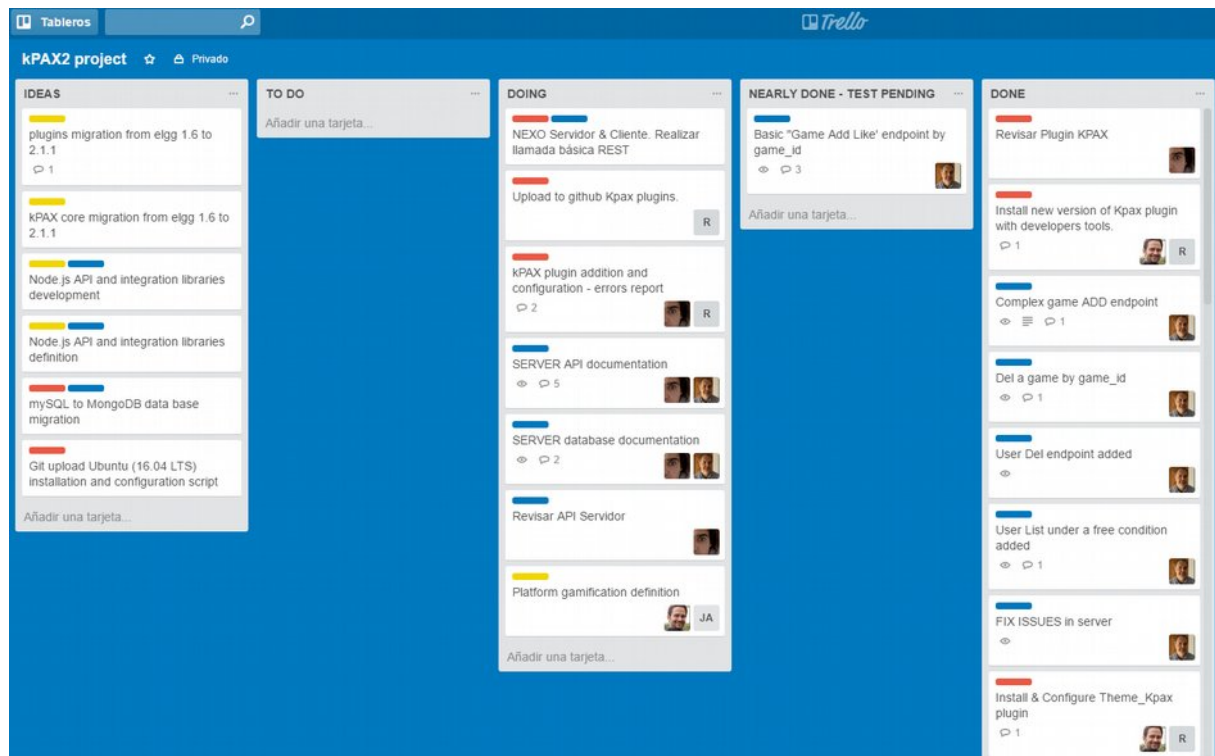 Tableros
Trello
kPAX2 project
Privado
IDEAS
plugins migration from elgg 1.6 to
2.1.1
1
kPAX core migration from elgg 1.6 to
2.1.1
Node.js API and integration libraries
development
Node.js API and integration libraries
definition
mySQL to MongoDB data base
migration
Git upload Ubuntu (16.04 LTS)
installation and configuration script
Añadir una tarjeta...
TO DO
Añadir una tarjeta...
DOING
NEXO Servidor & Cliente. Realizar
llamada básica REST
Upload to github Kpax plugins.
R
kPAX plugin addition and
configuration - errors report
2
R
SERVER API documentation
5
SERVER database documentation
2
Revisar API Servidor
Platform gamification definition
JA
Añadir una tarjeta...
NEARLY DONE - TEST PENDING
Basic "Game Add Like' endpoint by
game_id
3
Añadir una tarjeta...
DONE
Revisar Plugin KPAX
Install new version of Kpax plugin
with developers tools.
1
R
Complex game ADD endpoint
1
Del a game by game_id
1
User Del endpoint added
User List under a free condition
added
1
FIX ISSUES in server
Install & Configure Theme_Kpax
plugin
1
R